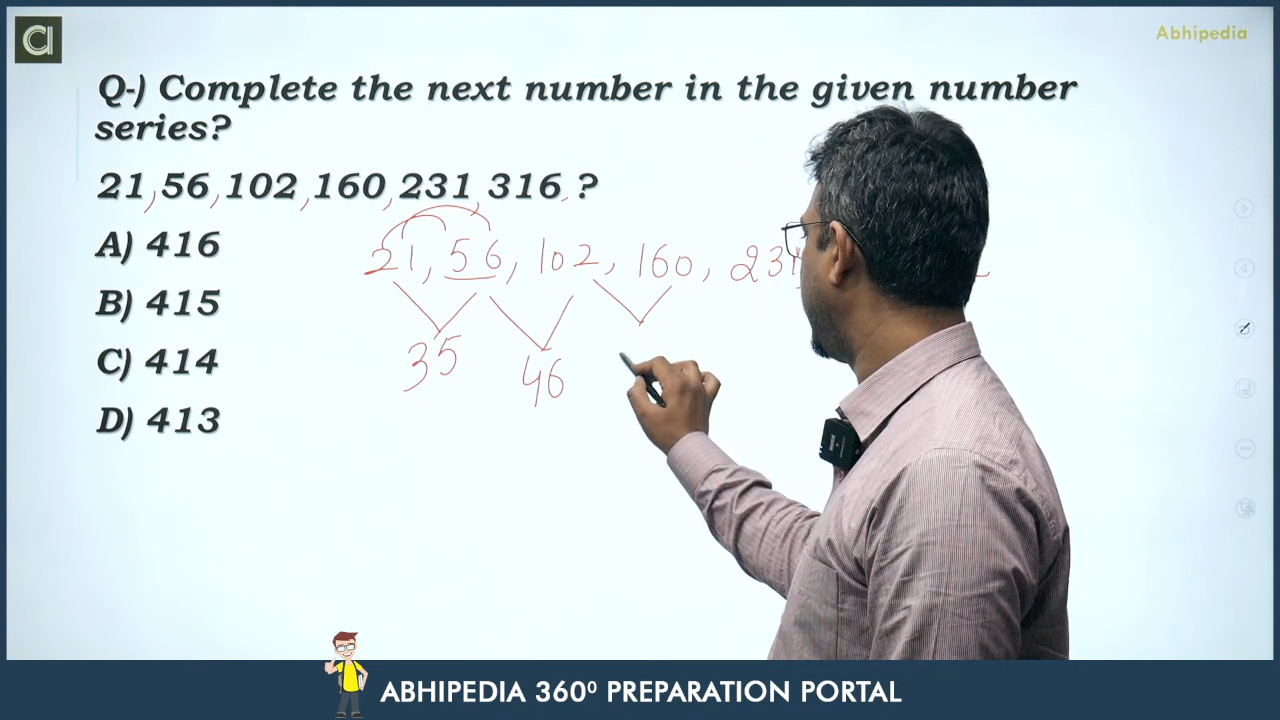 Abhipedia
Q-) Complete the next number in the given number
series?
21,56,102,160,231,316,?
21, 56, 102, 160, 231
A) 416
B) 415
C) 414
D) 413
35 46
ABHIPEDIA 360⁰ PREPARATION PORTAL